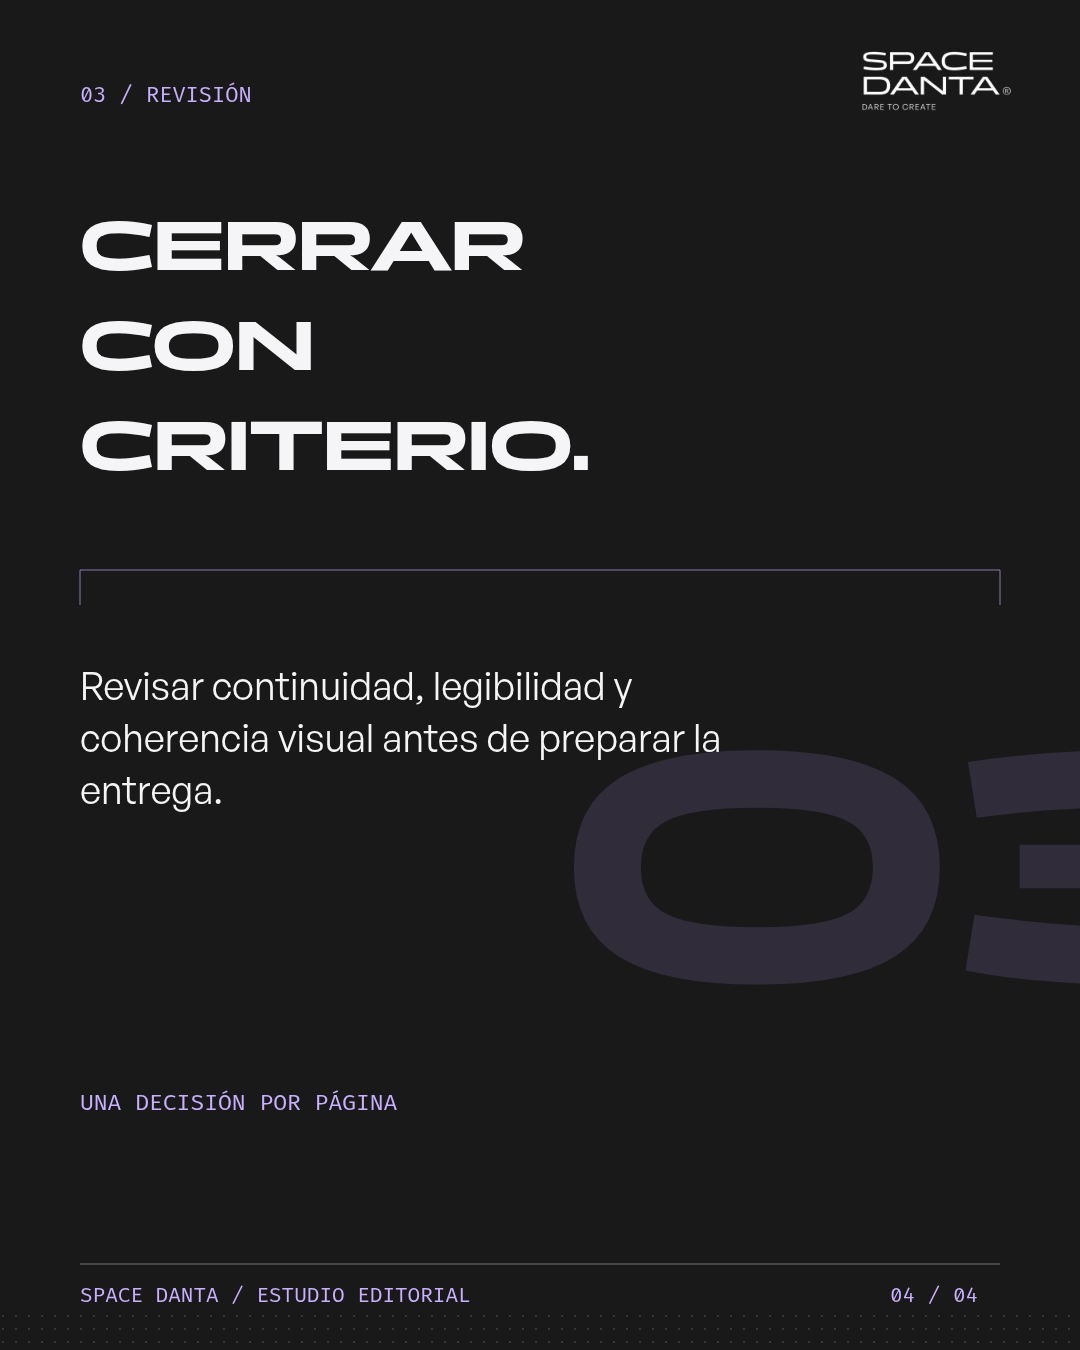 03 / REVISIÓN
SPACE
DANTA®
DARE TO CREATE
CERRAR
CON
CRITERIO.
Revisar continuidad, legibilidad y
coherencia visual antes de preparar la
entrega.
03
UNA DECISIÓN POR PÁGINA
SPACE DANTA / ESTUDIO EDITORIAL
04 / 04